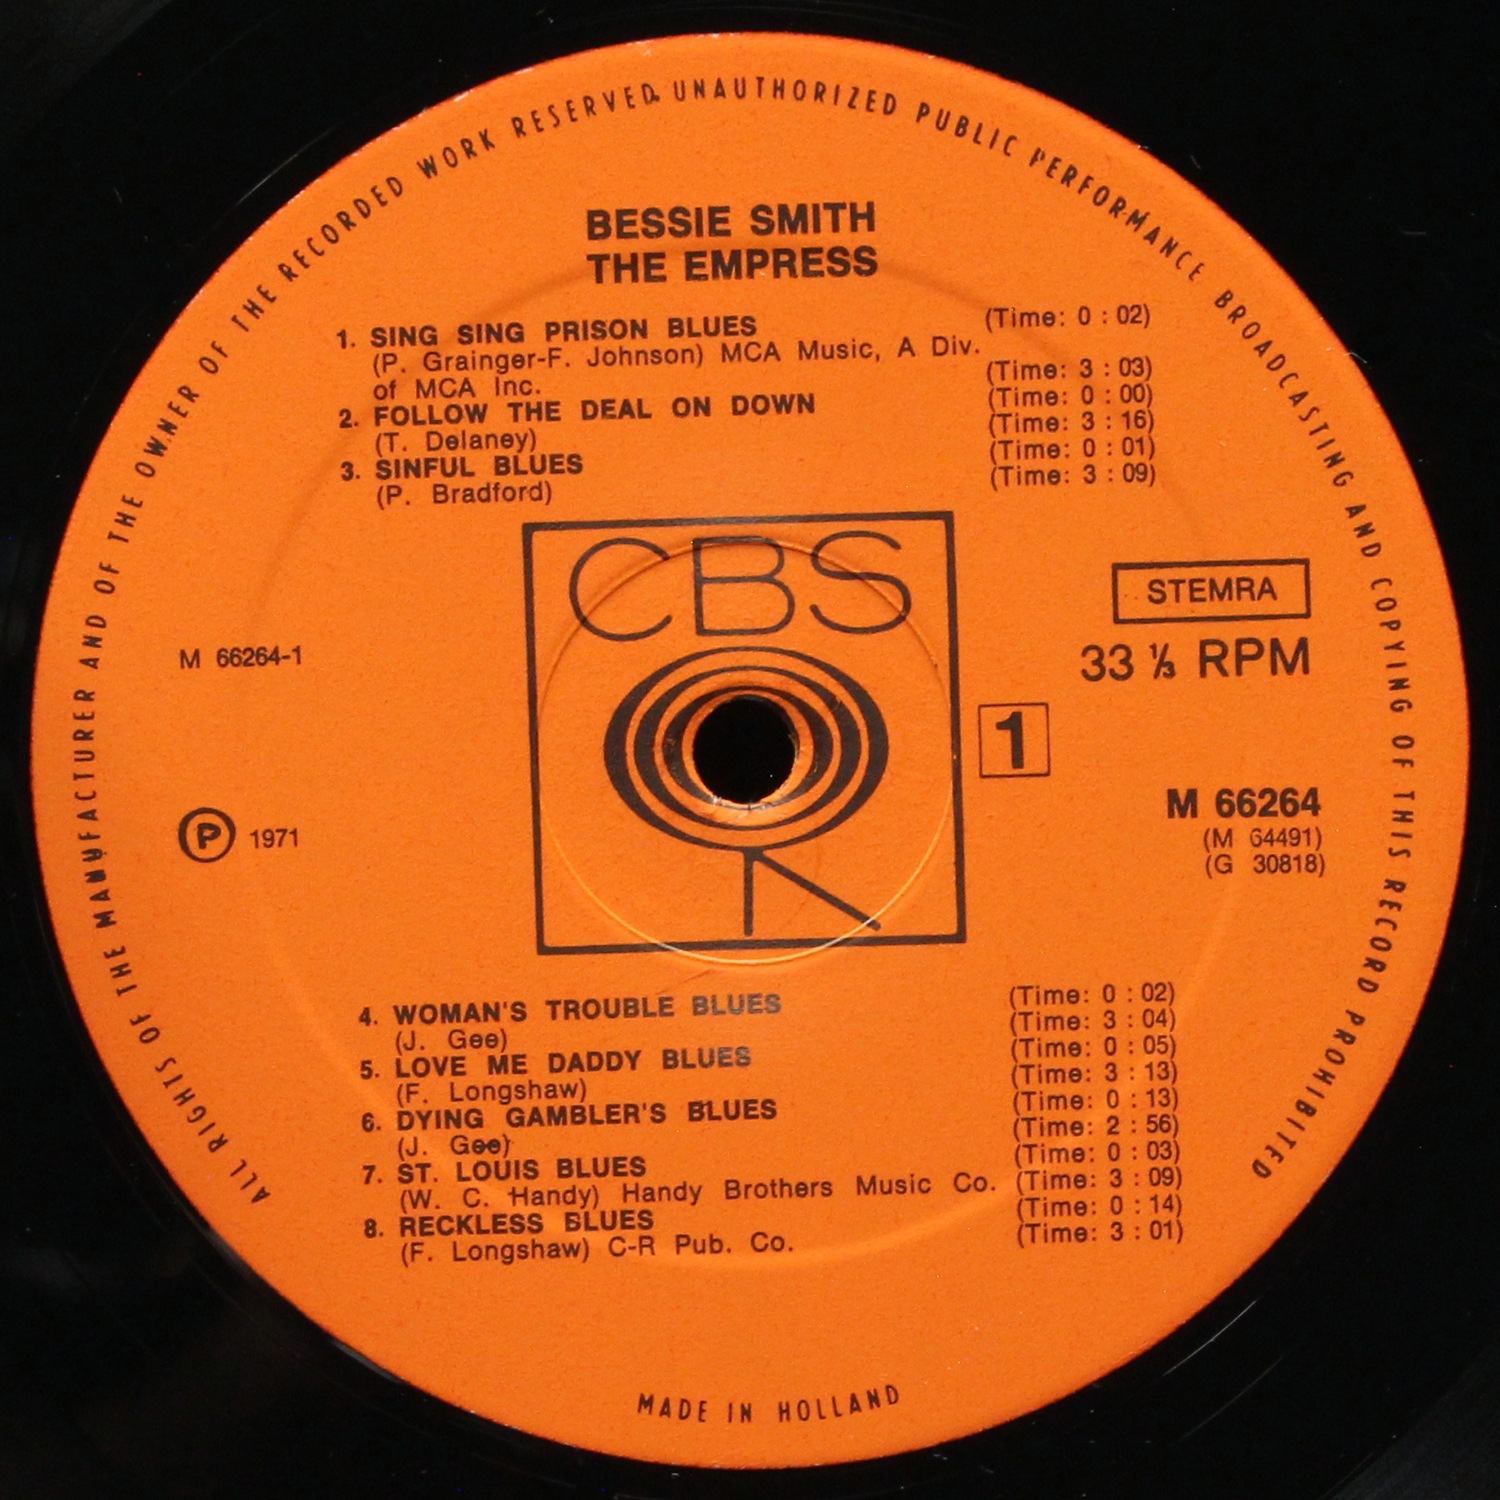 ALL RIGHTS OF THE MANUFACTURER AND OF THE OWNER OF THE RECORDED WORK RESERVED. UNAUTHORIZED PUBLIC PERFORMANCE BROADCASTING AND COPYING OF THIS RECORD PROHIBITED
BESSIE SMITH
THE EMPRESS
1. SING SING PRISON BLUES (Time: 0 : 02)
(P. Grainger-F. Johnson) MCA Music, A Div.
of MCA Inc. (Time: 3 : 03)
2. FOLLOW THE DEAL ON DOWN (Time: 0 : 00)
(T. Delaney) (Time: 3 : 16)
3. SINFUL BLUES (Time: 0 : 01)
(P. Bradford) (Time: 3 : 09)
CBS
STEMRA
M 66264-1
33 ⅓ RPM
1
M 66264
℗ 1971
(M 64491)
(G 30818)
4. WOMAN'S TROUBLE BLUES (Time: 0 : 02)
(J. Gee) (Time: 3 : 04)
5. LOVE ME DADDY BLUES (Time: 0 : 05)
(F. Longshaw) (Time: 3 : 13)
6. DYING GAMBLER'S BLUES (Time: 0 : 13)
(J. Gee) (Time: 2 : 56)
7. ST. LOUIS BLUES (Time: 0 : 03)
(W. C. Handy) Handy Brothers Music Co. (Time: 3 : 09)
8. RECKLESS BLUES (Time: 0 : 14)
(F. Longshaw) C-R Pub. Co. (Time: 3 : 01)
MADE IN HOLLAND